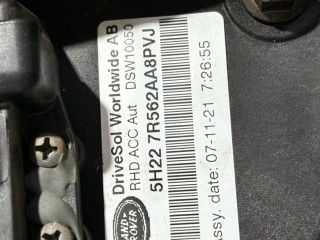 DriveSol Worldwide AB
RHD ACC Aut DSW10050
5H22 7R562AA8PVJ
Assy. date: 07-11-21 7:26:55
LAND-
ROVER